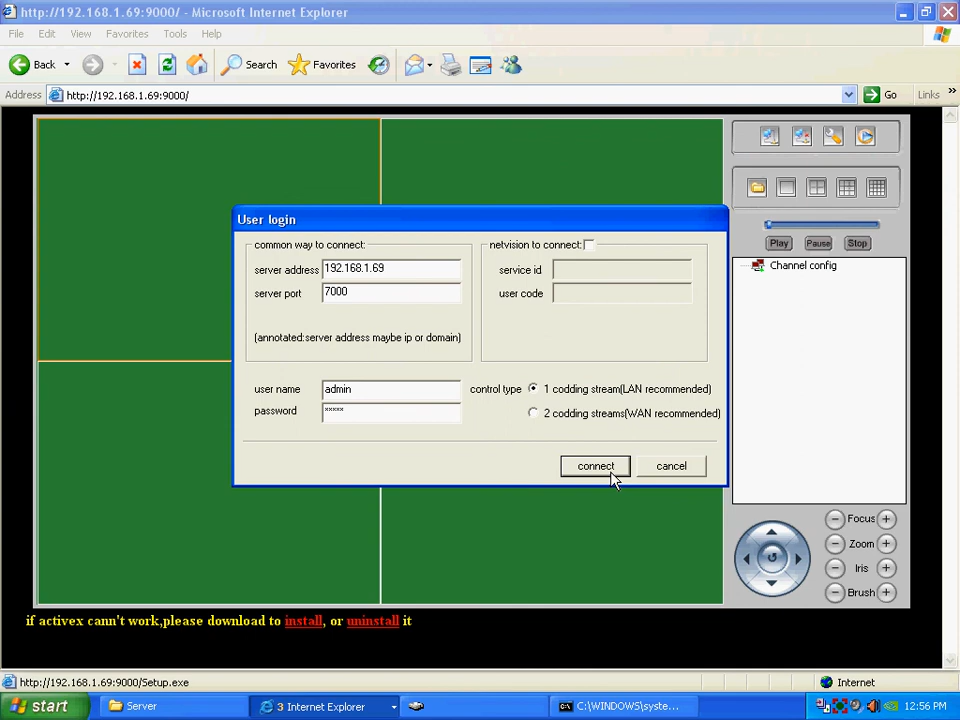 http://192.168.1.69:9000/ - Microsoft Internet Explorer
File Edit View Favorites Tools Help
Back Search Favorites
Address http://192.168.1.69:9000/ Go Links »
User login
common way to connect: netvision to connect:
server address 192.168.1.69 service id
server port 7000 user code
(annotated:server address maybe ip or domain)
user name admin control type 1 codding stream(LAN recommended)
password ***** 2 codding streams(WAN recommended)
connect cancel
Play Pause Stop
Channel config
Focus
Zoom
Iris
Brush
if activex cann't work,please download to install, or uninstall it
http://192.168.1.69:9000/Setup.exe Internet
start Server 3 Internet Explorer C:\WINDOWS\syste... 12:56 PM